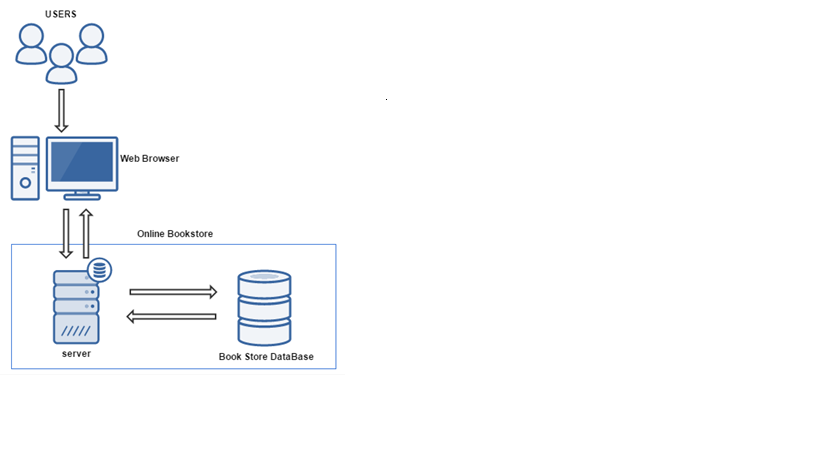 USERS
Web Browser
Online Bookstore
server
Book Store DataBase